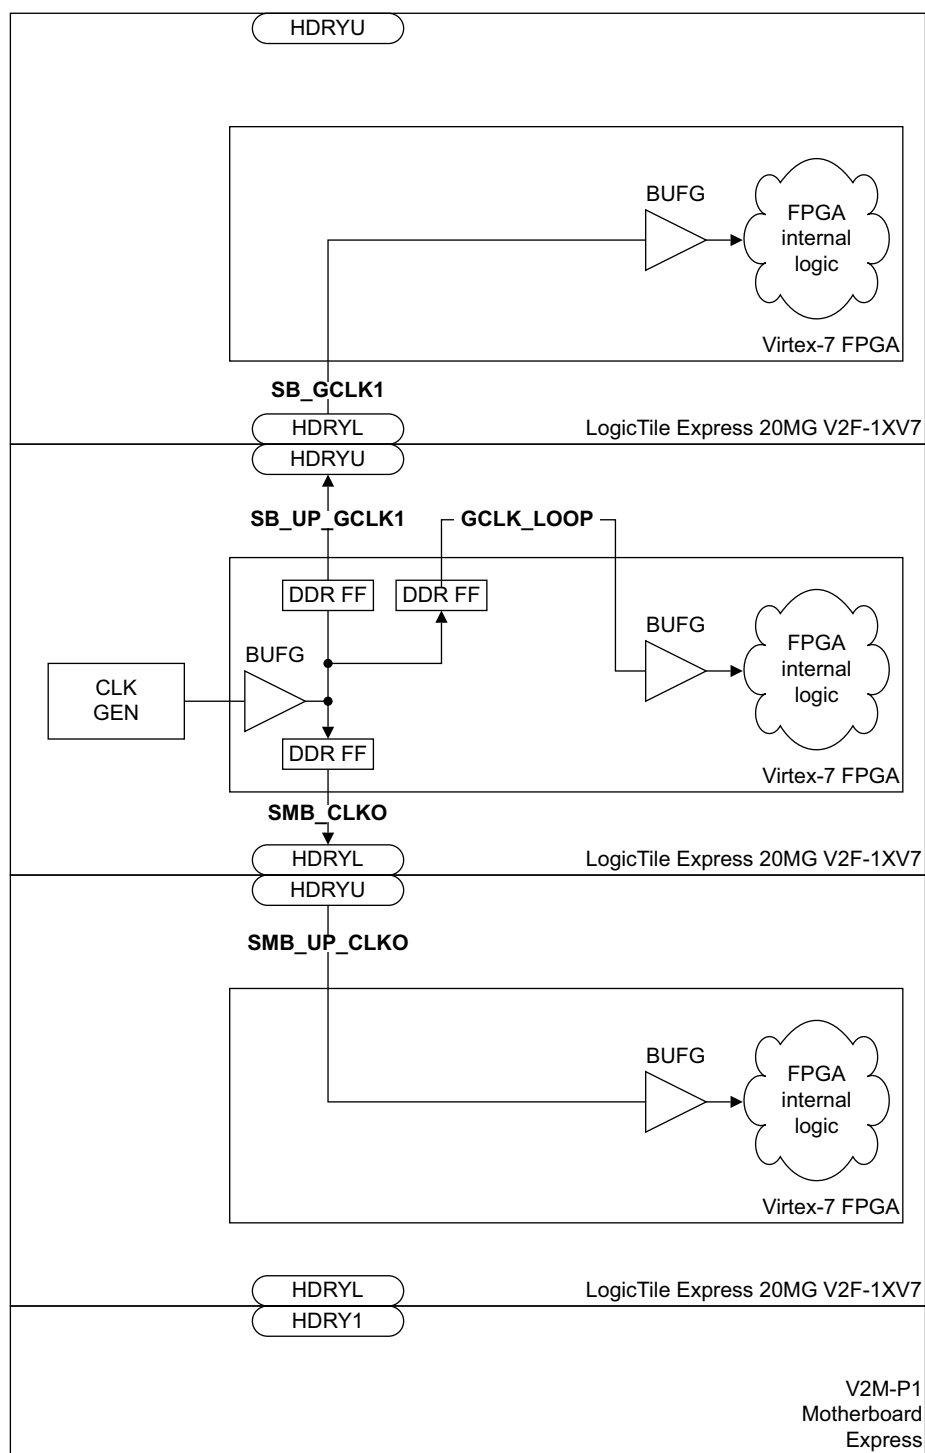 HDRYU
BUFG
FPGA
internal
logic
Virtex-7 FPGA
SB_GCLK1
HDRYL
LogicTile Express 20MG V2F-1XV7
HDRYU
SB_UP_GCLK1
GCLK_LOOP
DDR FF
DDR FF
BUFG
BUFG
FPGA
internal
logic
CLK
GEN
DDR FF
Virtex-7 FPGA
SMB_CLKO
HDRYL
LogicTile Express 20MG V2F-1XV7
HDRYU
SMB_UP_CLKO
BUFG
FPGA
internal
logic
Virtex-7 FPGA
HDRYL
LogicTile Express 20MG V2F-1XV7
HDRY1
V2M-P1
Motherboard
Express